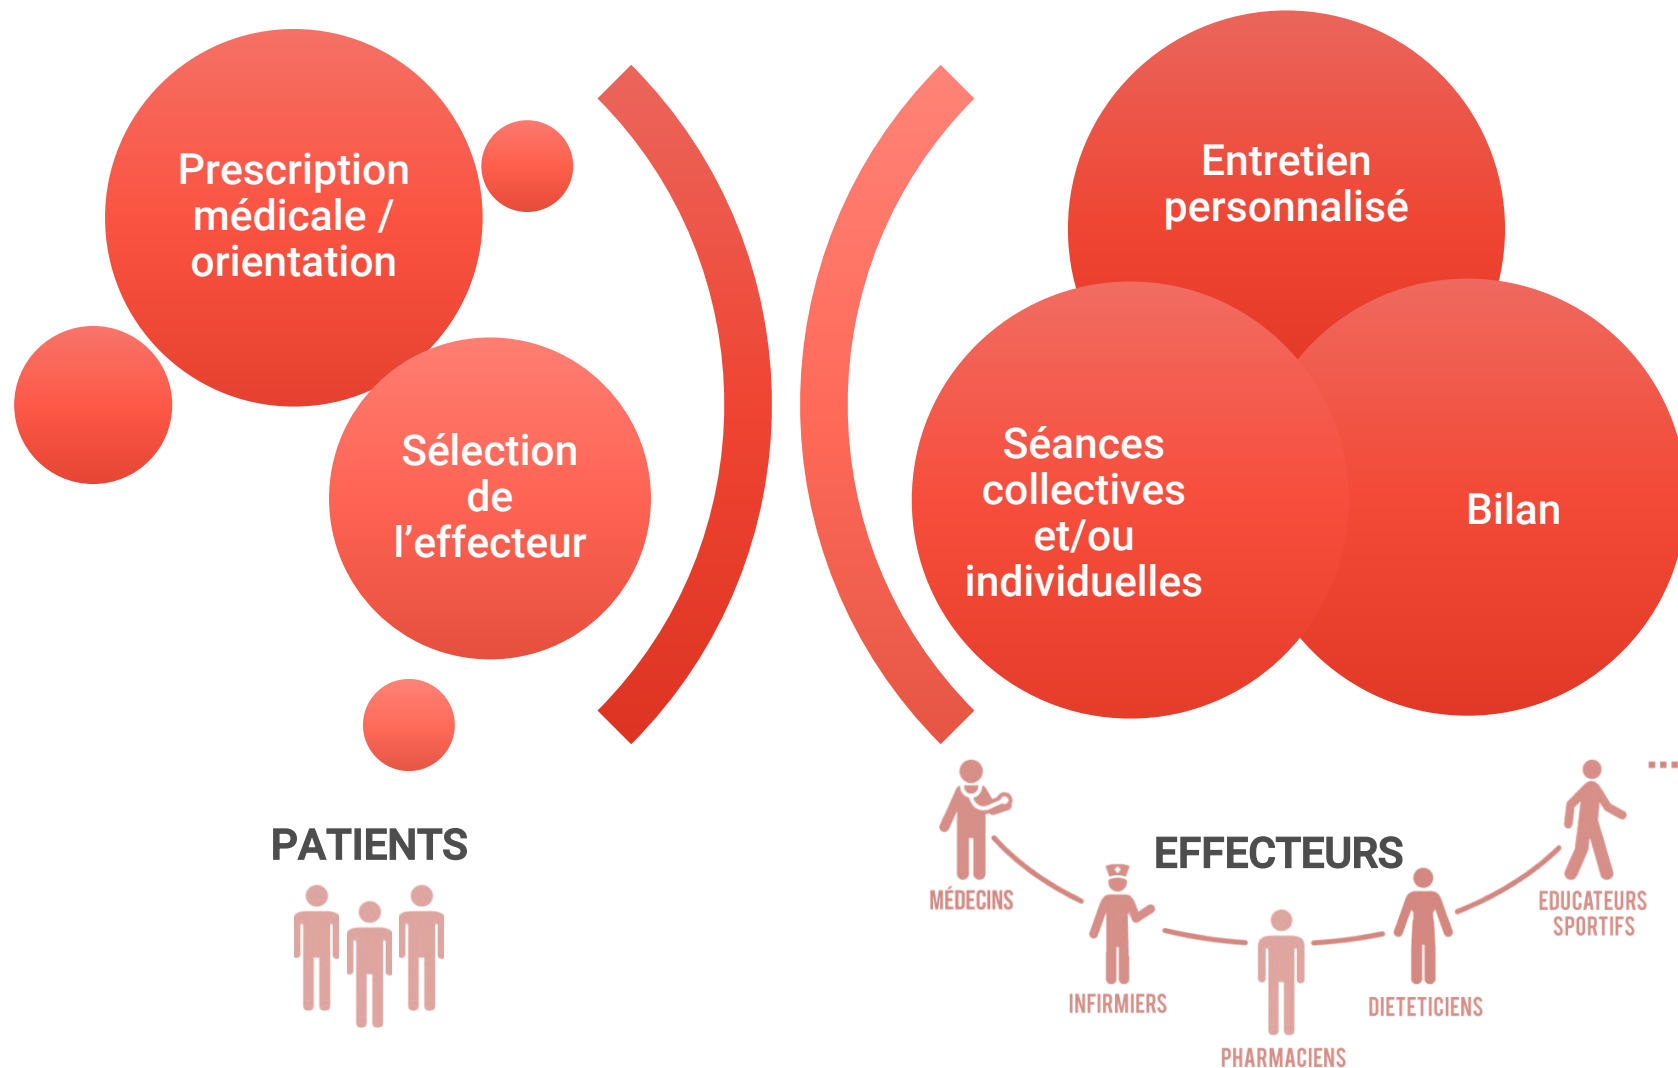 Prescription
médicale /
orientation
Sélection
de
l’effecteur
Entretien
personnalisé
Séances
collectives
et/ou
individuelles
Bilan
PATIENTS
EFFECTEURS
MÉDECINS
INFIRMIERS
PHARMACIENS
DIETETICIENS
EDUCATEURS
SPORTIFS
...